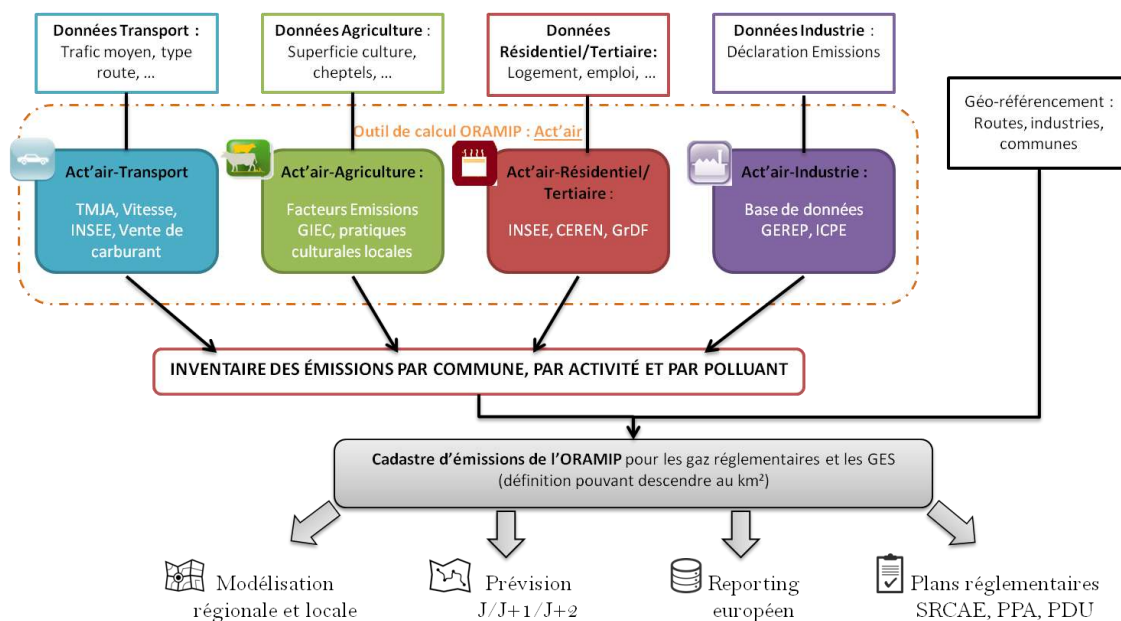 Données Transport :
Trafic moyen, type
route, ...
Données Agriculture :
Superficie culture,
cheptels, ...
Données
Résidentiel/Tertiaire:
Logement, emploi, ...
Données Industrie :
Déclaration Emissions
Géo-référencement :
Routes, industries,
communes
Outil de calcul ORAMIP : Act'air
Act'air-Transport
TMJA, Vitesse,
INSEE, Vente de
carburant
Act'air-Agriculture :
Facteurs Emissions
GIEC, pratiques
culturales locales
Act'air-Résidentiel/
Tertiaire :
INSEE, CEREN, GrDF
Act'air-Industrie :
Base de données
GEREP, ICPE
INVENTAIRE DES ÉMISSIONS PAR COMMUNE, PAR ACTIVITÉ ET PAR POLLUANT
Cadastre d'émissions de l'ORAMIP pour les gaz réglementaires et les GES
(définition pouvant descendre au km²)
Modélisation
régionale et locale
Prévision
J/J+1/J+2
Reporting
européen
Plans réglementaires
SRCAE, PPA, PDU